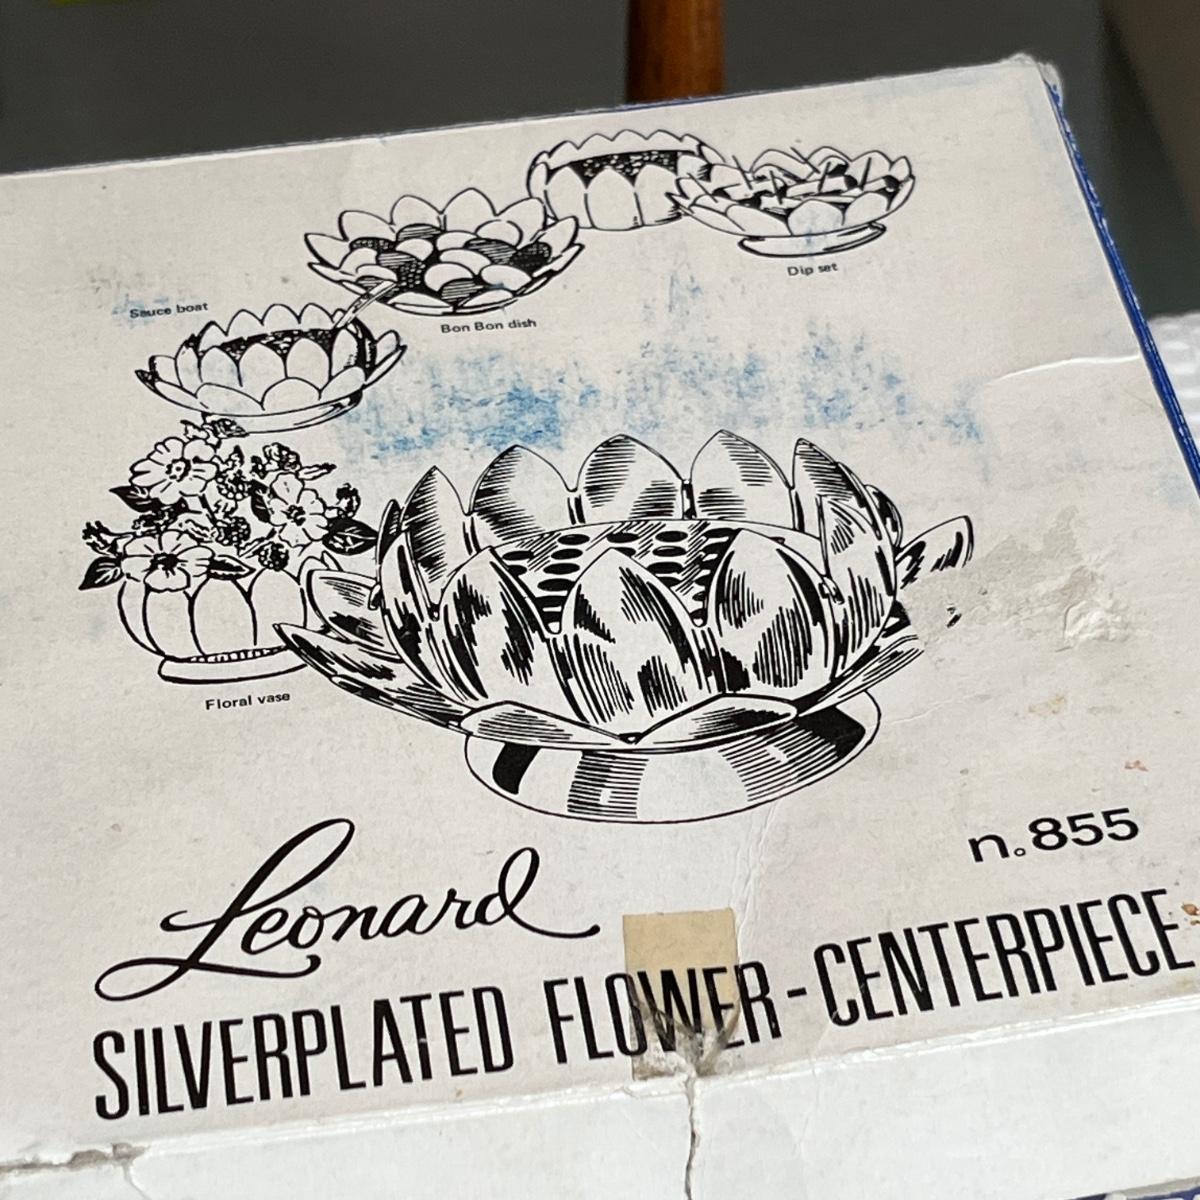 Dip set
Sauce boat
Bon Bon dish
Floral vase
n.855
Leonard
SILVERPLATED FLOWER-CENTERPIECE